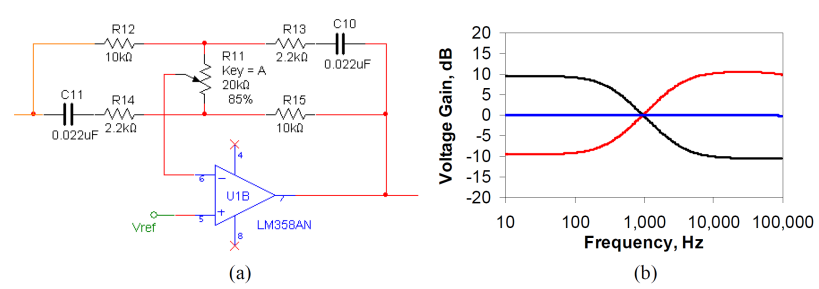 R12
10kΩ
R13
2.2kΩ
C10
0.022uF
R11
Key = A
20kΩ
85%
C11
0.022uF
R14
2.2kΩ
R15
10kΩ
4
6
U1B
7
5
8
LM358AN
Vref
(a)
Voltage Gain, dB
20
15
10
5
0
-5
-10
-15
-20
10
100
1,000
10,000
100,000
Frequency, Hz
(b)